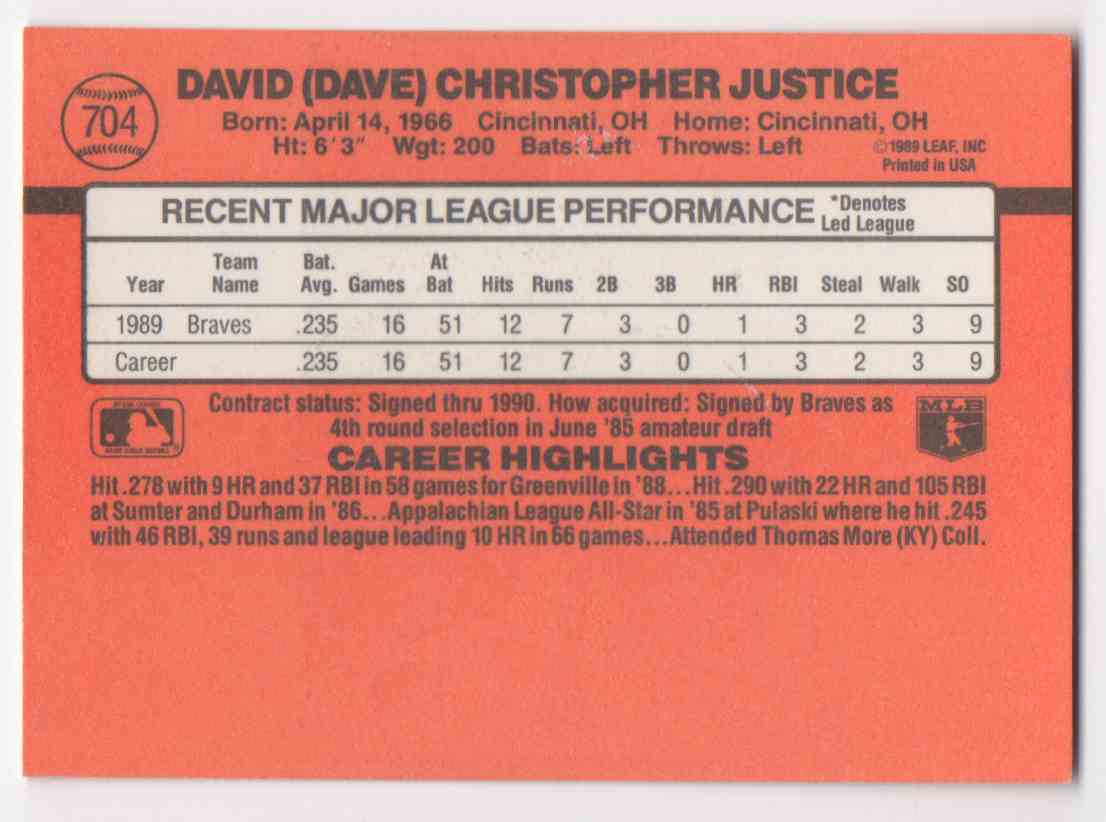 704
DAVID (DAVE) CHRISTOPHER JUSTICE
Born: April 14, 1966 Cincinnati, OH Home: Cincinnati, OH
Ht: 6'3" Wgt: 200 Bats: Left Throws: Left
©1989 LEAF, INC
Printed in USA
RECENT MAJOR LEAGUE PERFORMANCE *Denotes Led League
Year Team Name Bat. Avg. Games At Bat Hits Runs 2B 3B HR RBI Steal Walk SO
1989 Braves .235 16 51 12 7 3 0 1 3 2 3 9
Career .235 16 51 12 7 3 0 1 3 2 3 9
Contract status: Signed thru 1990. How acquired: Signed by Braves as
4th round selection in June '85 amateur draft
MLB
CAREER HIGHLIGHTS
Hit .278 with 9 HR and 37 RBI in 58 games for Greenville in '88...Hit .290 with 22 HR and 105 RBI
at Sumter and Durham in '86...Appalachian League All-Star in '85 at Pulaski where he hit .245
with 46 RBI, 39 runs and league leading 10 HR in 66 games...Attended Thomas More (KY) Coll.